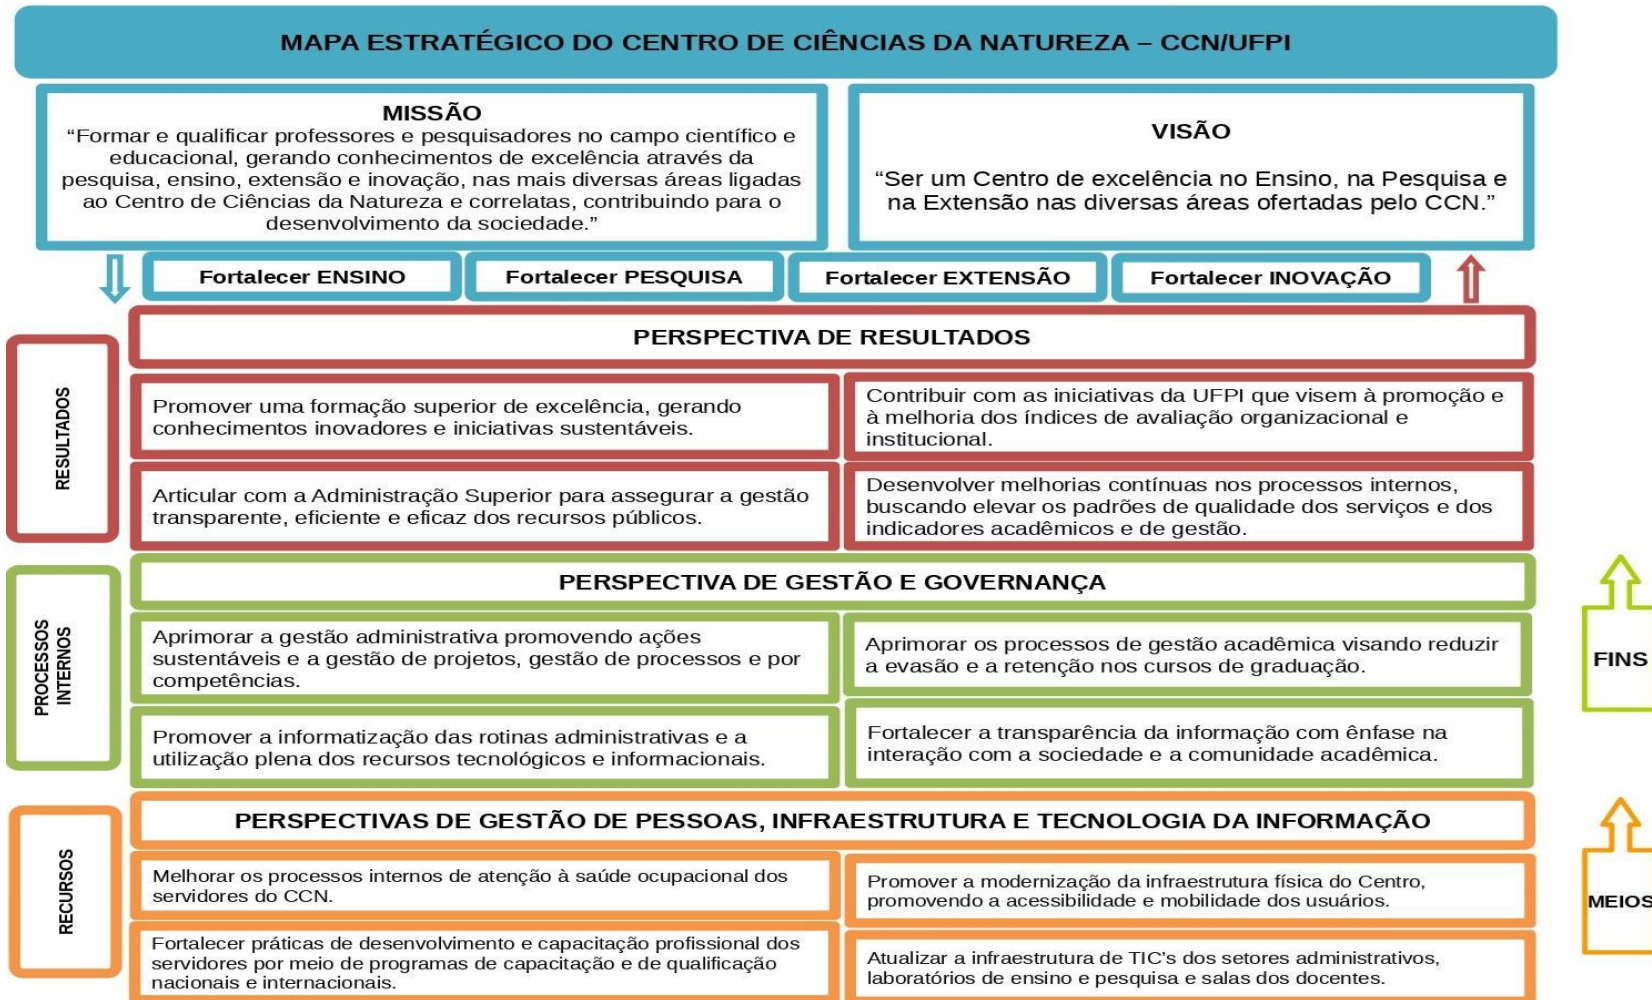 MAPA ESTRATÉGICO DO CENTRO DE CIÊNCIAS DA NATUREZA – CCN/UFPI
MISSÃO
“Formar e qualificar professores e pesquisadores no campo científico e
educacional, gerando conhecimentos de excelência através da
pesquisa, ensino, extensão e inovação, nas mais diversas áreas ligadas
ao Centro de Ciências da Natureza e correlatas, contribuindo para o
desenvolvimento da sociedade.”
VISÃO
“Ser um Centro de excelência no Ensino, na Pesquisa e
na Extensão nas diversas áreas ofertadas pelo CCN.”
Fortalecer ENSINO
Fortalecer PESQUISA
Fortalecer EXTENSÃO
Fortalecer INOVAÇÃO
RESULTADOS
PERSPECTIVA DE RESULTADOS
Promover uma formação superior de excelência, gerando
conhecimentos inovadores e iniciativas sustentáveis.
Contribuir com as iniciativas da UFPI que visem à promoção e
à melhoria dos índices de avaliação organizacional e
institucional.
Articular com a Administração Superior para assegurar a gestão
transparente, eficiente e eficaz dos recursos públicos.
Desenvolver melhorias contínuas nos processos internos,
buscando elevar os padrões de qualidade dos serviços e dos
indicadores acadêmicos e de gestão.
PROCESSOS
INTERNOS
PERSPECTIVA DE GESTÃO E GOVERNANÇA
Aprimorar a gestão administrativa promovendo ações
sustentáveis e a gestão de projetos, gestão de processos e por
competências.
Aprimorar os processos de gestão acadêmica visando reduzir
a evasão e a retenção nos cursos de graduação.
Promover a informatização das rotinas administrativas e a
utilização plena dos recursos tecnológicos e informacionais.
Fortalecer a transparência da informação com ênfase na
interação com a sociedade e a comunidade acadêmica.
FINS
RECURSOS
PERSPECTIVAS DE GESTÃO DE PESSOAS, INFRAESTRUTURA E TECNOLOGIA DA INFORMAÇÃO
Melhorar os processos internos de atenção à saúde ocupacional dos
servidores do CCN.
Promover a modernização da infraestrutura física do Centro,
promovendo a acessibilidade e mobilidade dos usuários.
Fortalecer práticas de desenvolvimento e capacitação profissional dos
servidores por meio de programas de capacitação e de qualificação
nacionais e internacionais.
Atualizar a infraestrutura de TIC’s dos setores administrativos,
laboratórios de ensino e pesquisa e salas dos docentes.
MEIOS